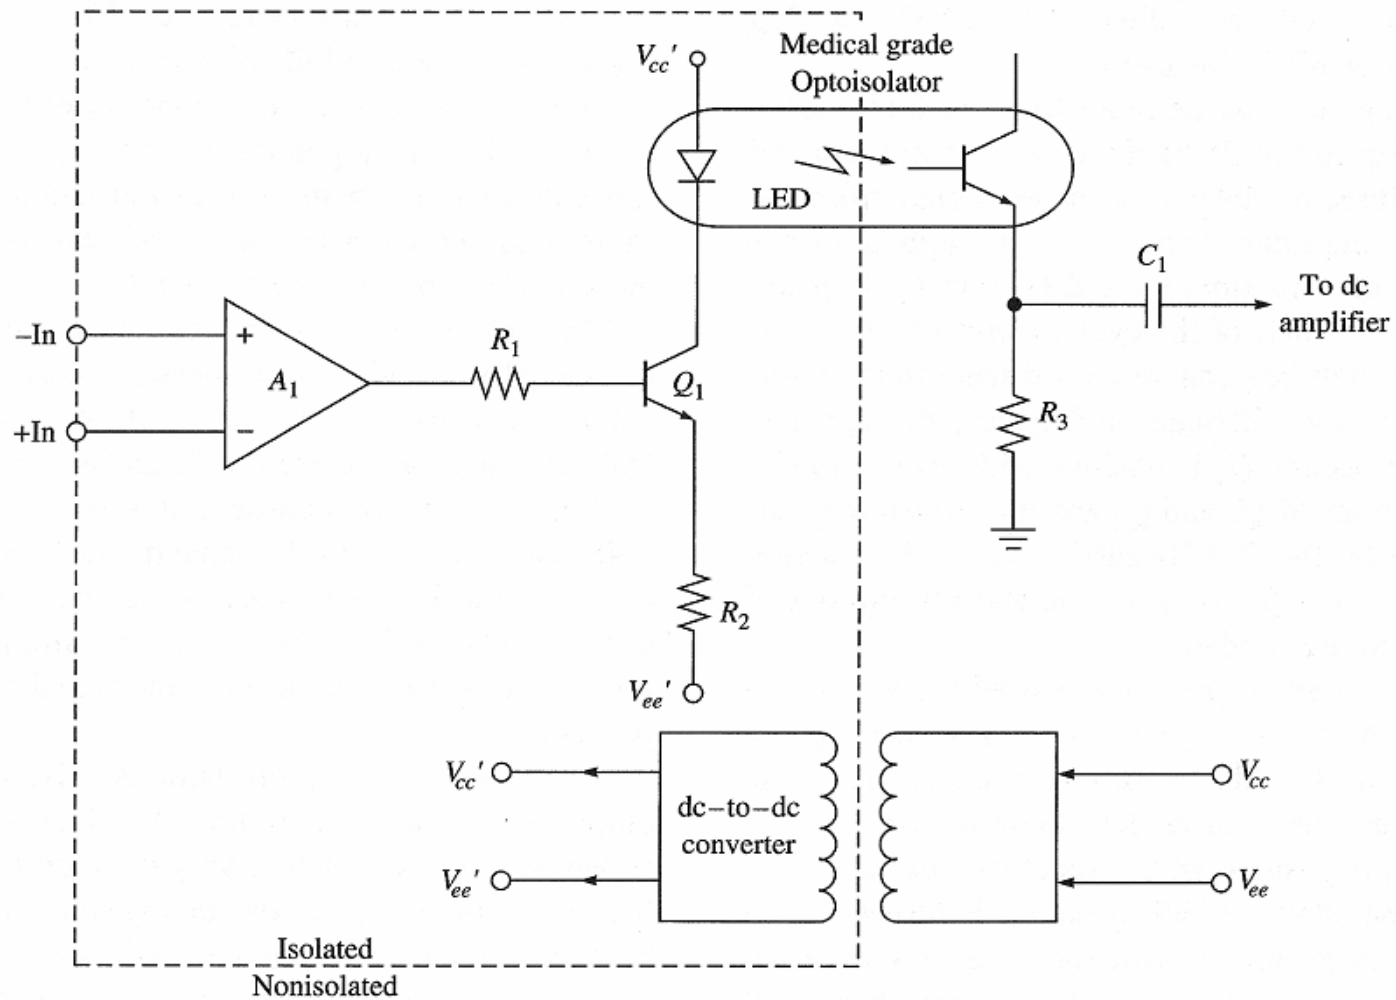 Medical grade
Optoisolator
Vcc'
LED
C1
To dc
amplifier
−In
+
R1
A1
Q1
+In
−
R3
R2
Vee'
Vcc'
Vcc
dc−to−dc
converter
Vee'
Vee
Isolated
Nonisolated